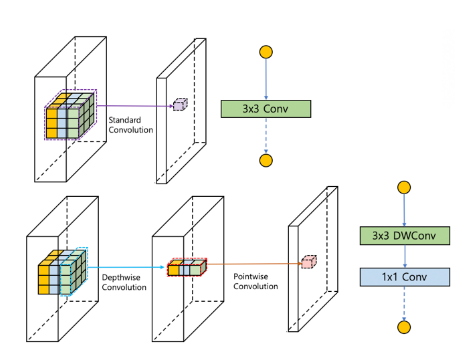 3x3 Conv
Standard
Convolution
3x3 DWConv
1x1 Conv
Depthwise
Convolution
Pointwise
Convolution